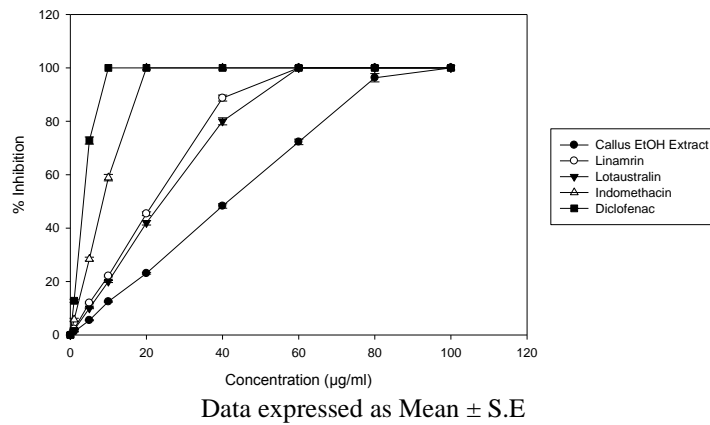 120
100
80
60
40
20
0
% Inhibition
0 20 40 60 80 100 120
Concentration (µg/ml)
Callus EtOH Extract
Linamrin
Lotaustralin
Indomethacin
Diclofenac
Data expressed as Mean ± S.E